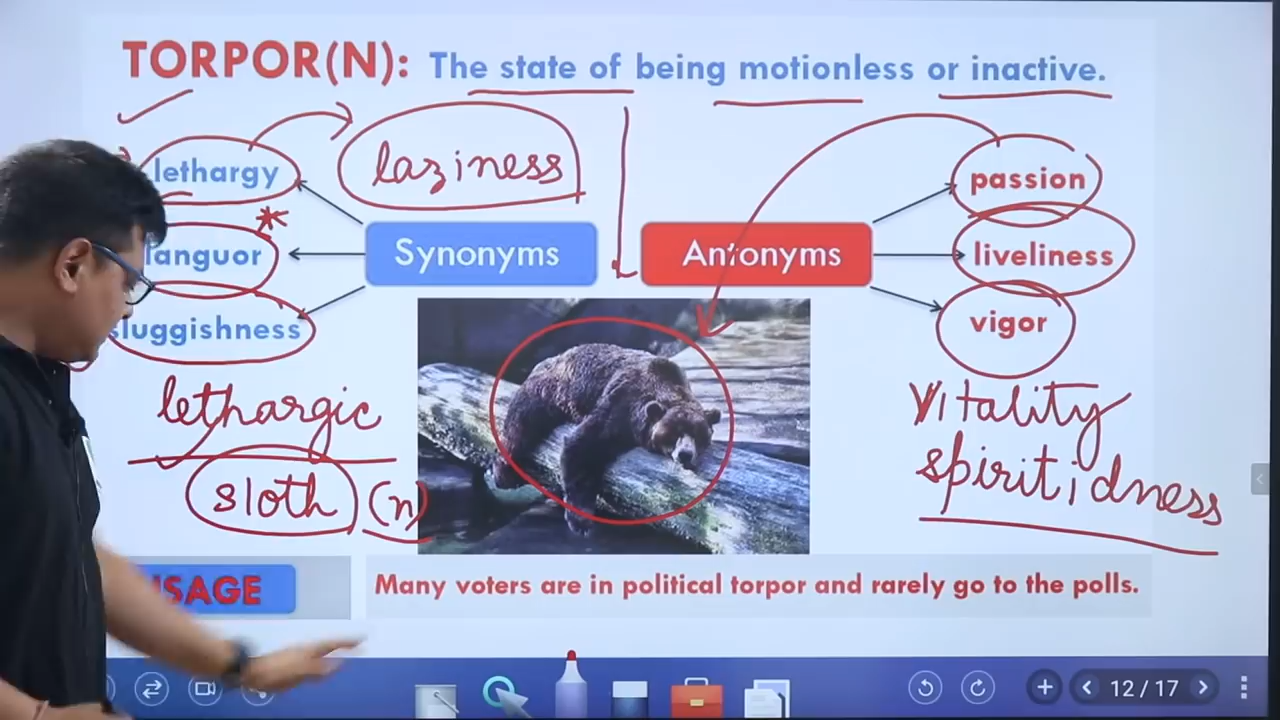 TORPOR(N): The state of being motionless or inactive.
lethargy
laziness
passion
languor
Synonyms
Antonyms
liveliness
sluggishness
vigor
lethargic
sloth (n)
Vitality
spiritidness
USAGE
Many voters are in political torpor and rarely go to the polls.
12 / 17